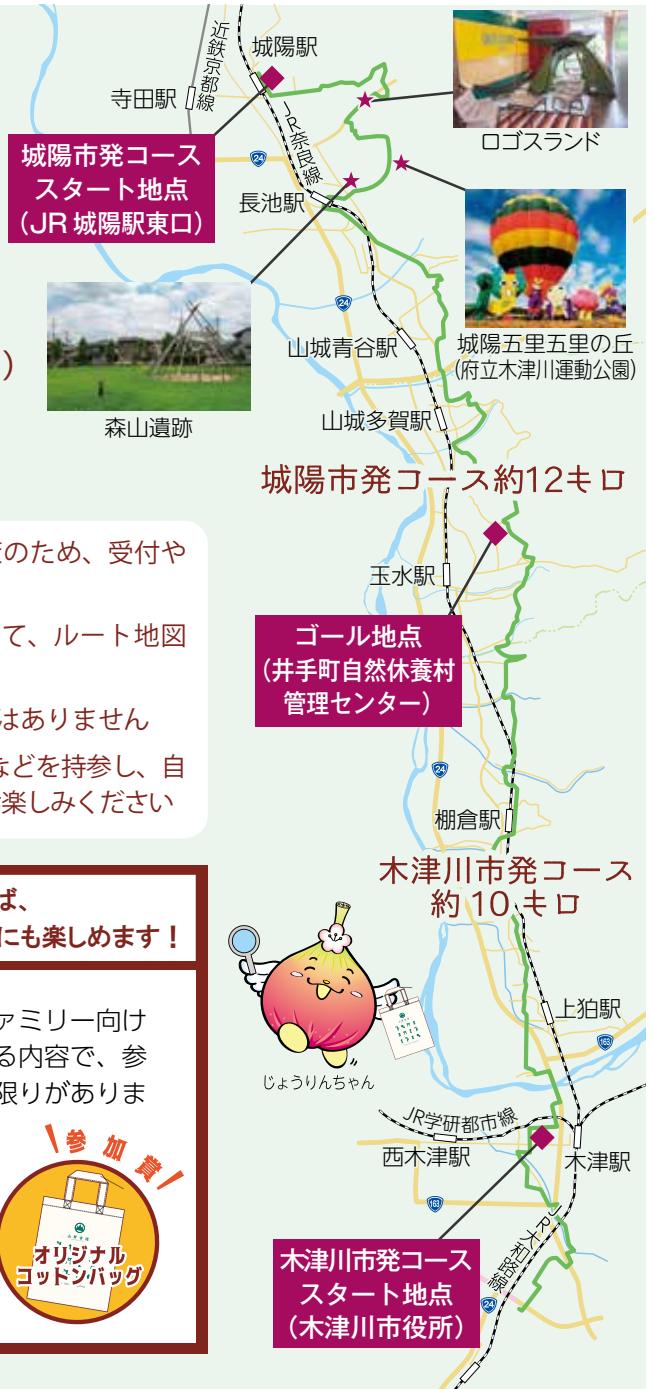 近鉄京都線
城陽駅
寺田駅
JR奈良線
ロゴスランド
城陽市発コース
スタート地点
（JR 城陽駅東口）
24
長池駅
24
城陽五里五里の丘
（府立木津川運動公園）
山城青谷駅
）
森山遺跡
山城多賀駅
城陽市発コース約12キロ
のため、受付や
玉水駅
て、ルート地図
ゴール地点
（井手町自然休養村
管理センター）
はありません
などを持参し、自
楽しみください
24
棚倉駅
木津川市発コース
約 10 キロ
ば、
にも楽しめます！
ァミリー向け
る内容で、参
限りがありま
じょうりんちゃん
上狛駅
163
JR学研都市線
西木津駅
木津駅
163
JR大和路線
参加賞
オリジナル
コットンバッグ
木津川市発コース
スタート地点
（木津川市役所）
24